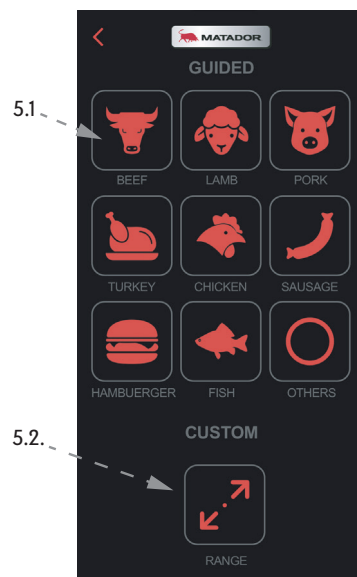 MATADOR
GUIDED
5.1
BEEF LAMB PORK
TURKEY CHICKEN SAUSAGE
HAMBUERGER FISH OTHERS
CUSTOM
5.2.
RANGE